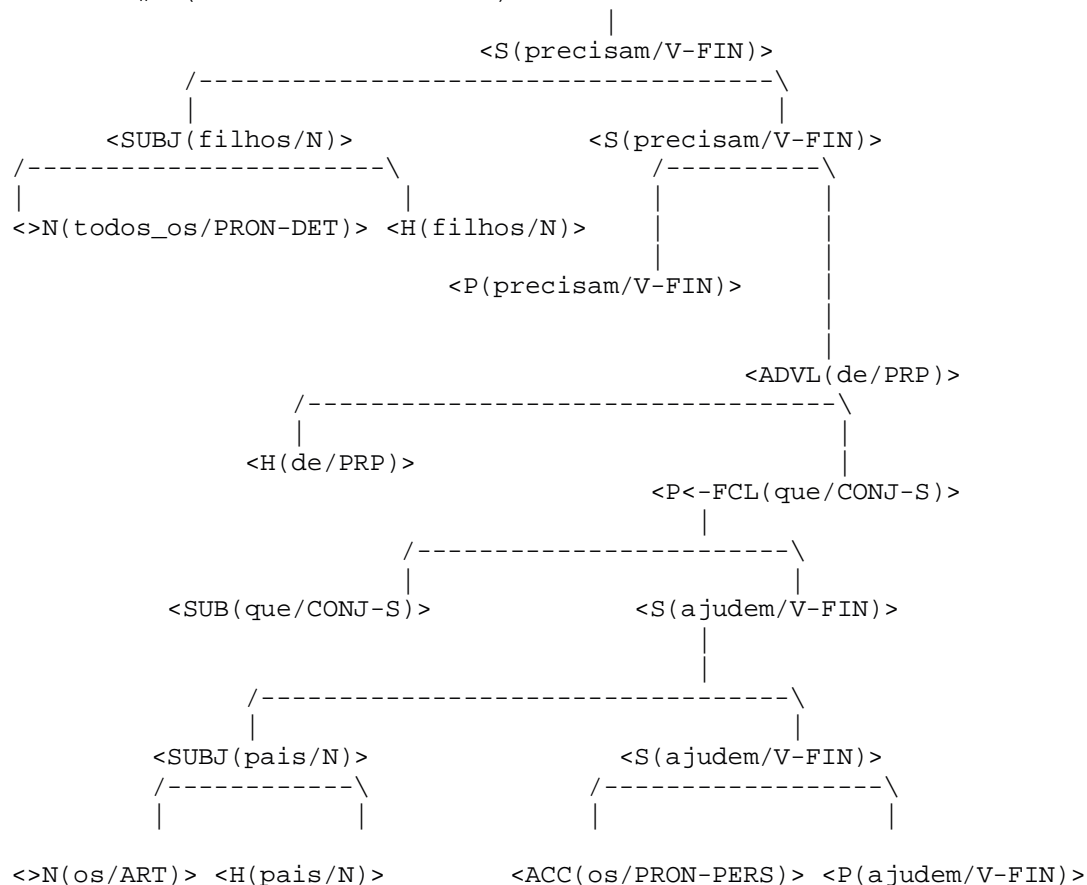 <S(precisam/V-FIN)>
<SUBJ(filhos/N)> <S(precisam/V-FIN)>
<>N(todos_os/PRON-DET)> <H(filhos/N)>
<P(precisam/V-FIN)>
<ADVL(de/PRP)>
<H(de/PRP)>
<P<-FCL(que/CONJ-S)>
<SUB(que/CONJ-S)> <S(ajudem/V-FIN)>
<SUBJ(pais/N)> <S(ajudem/V-FIN)>
<>N(os/ART)> <H(pais/N)> <ACC(os/PRON-PERS)> <P(ajudem/V-FIN)>